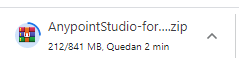 AnypointStudio-for....zip
212/841 MB, Quedan 2 min